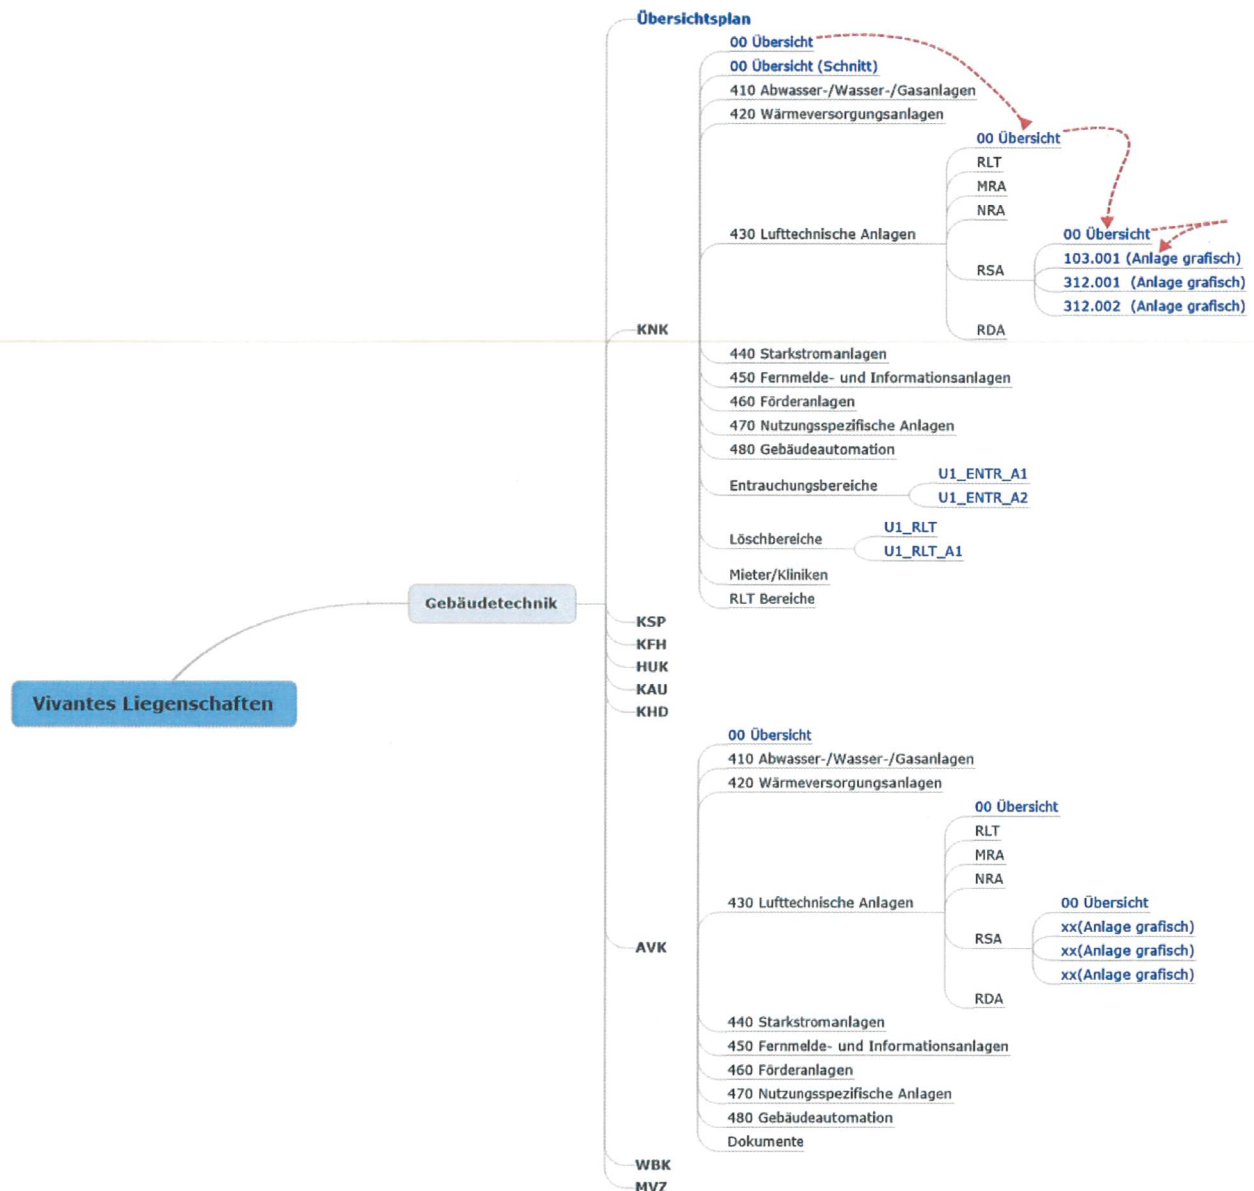 Übersichtsplan
00 Übersicht
00 Übersicht (Schnitt)
410 Abwasser-/Wasser-/Gasanlagen
420 Wärmeversorgungsanlagen
00 Übersicht
RLT
MRA
NRA
430 Lufttechnische Anlagen
00 Übersicht
103.001 (Anlage grafisch)
RSA
312.001 (Anlage grafisch)
312.002 (Anlage grafisch)
RDA
KNK
440 Starkstromanlagen
450 Fernmelde- und Informationsanlagen
460 Förderanlagen
470 Nutzungsspezifische Anlagen
480 Gebäudeautomation
Entrauchungsbereiche
U1_ENTR_A1
U1_ENTR_A2
Löschbereiche
U1_RLT
U1_RLT_A1
Mieter/Kliniken
RLT Bereiche
Gebäudetechnik
KSP
KFH
HUK
KAU
KHD
Vivantes Liegenschaften
00 Übersicht
410 Abwasser-/Wasser-/Gasanlagen
420 Wärmeversorgungsanlagen
00 Übersicht
RLT
MRA
NRA
430 Lufttechnische Anlagen
00 Übersicht
xx(Anlage grafisch)
RSA
xx(Anlage grafisch)
xx(Anlage grafisch)
RDA
AVK
440 Starkstromanlagen
450 Fernmelde- und Informationsanlagen
460 Förderanlagen
470 Nutzungsspezifische Anlagen
480 Gebäudeautomation
Dokumente
WBK
MVZ